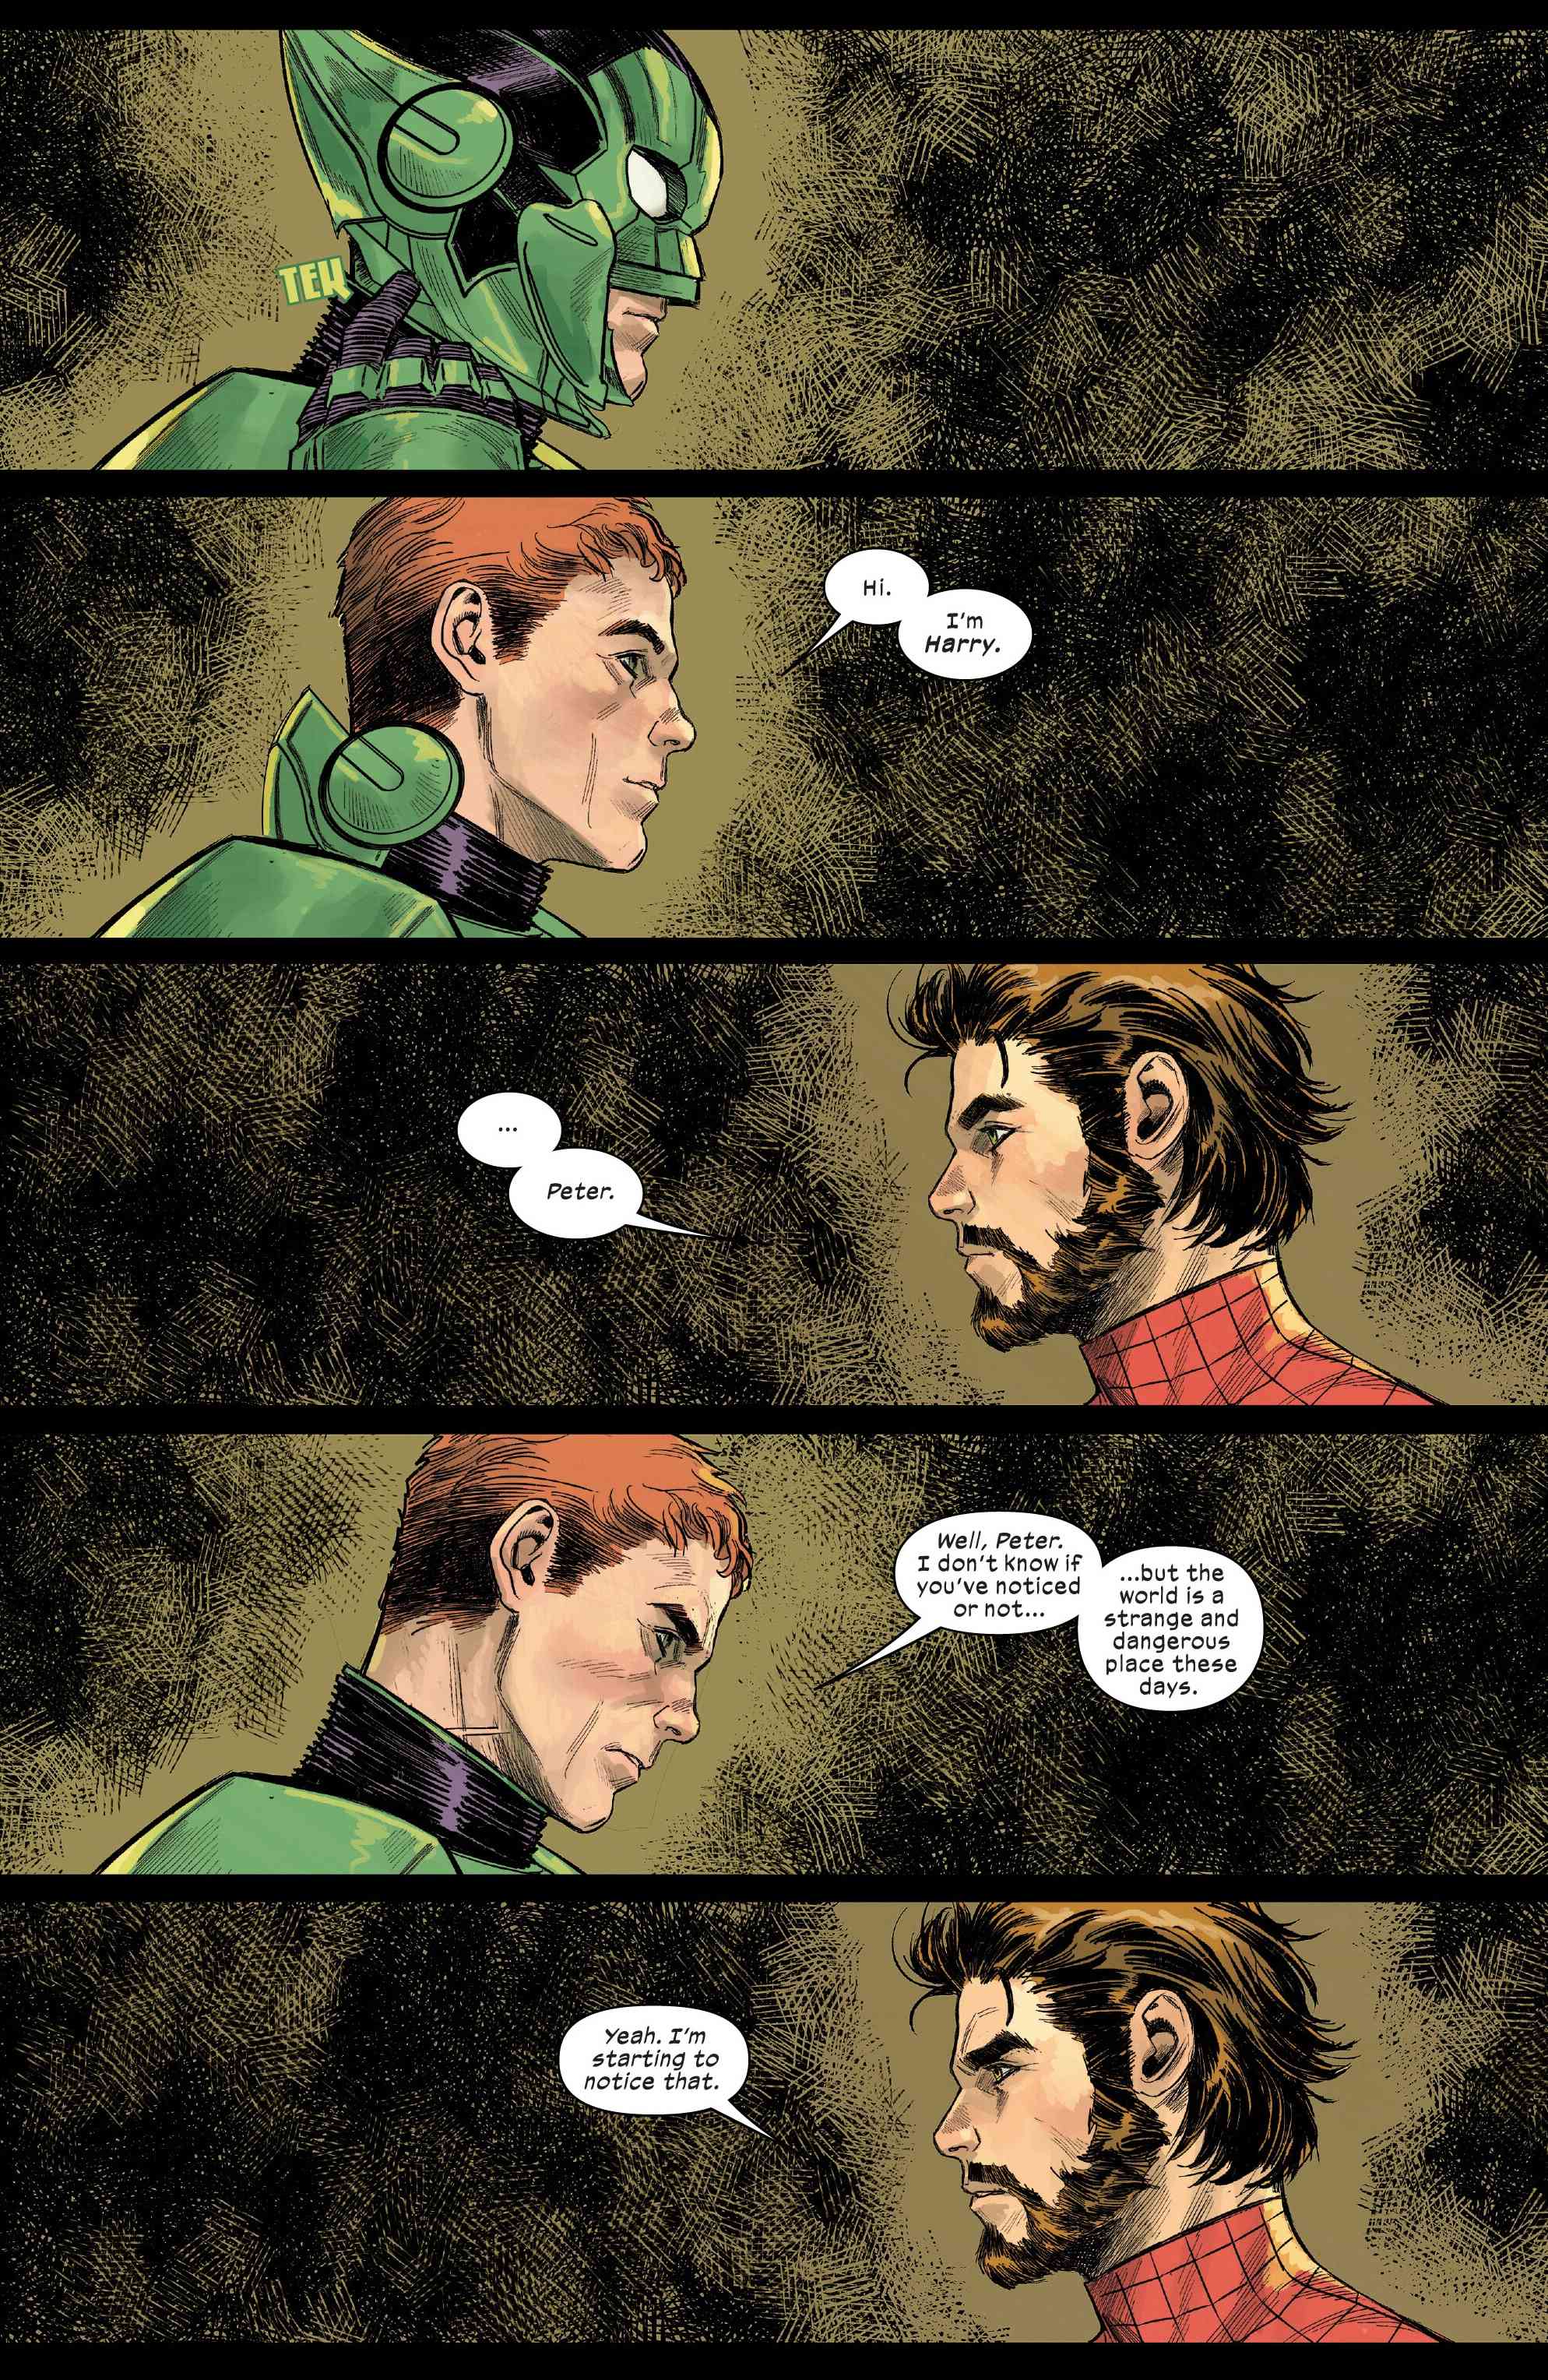 TEK
Hi.
I'm
Harry.
...
Peter.
Well, Peter.
I don't know if
you've noticed
or not...
...but the
world is a
strange and
dangerous
place these
days.
Yeah. I'm
starting to
notice that.